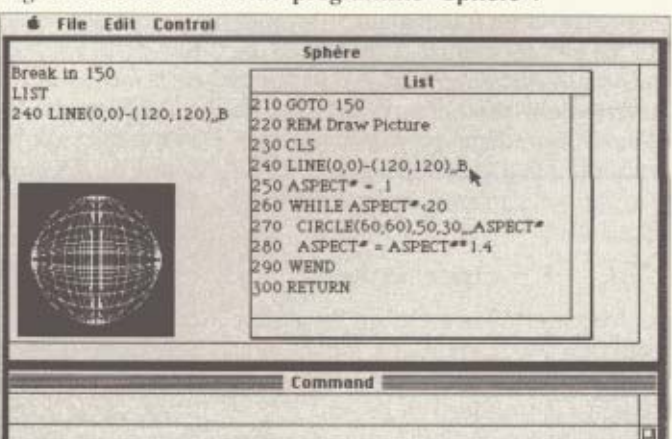 File Edit Control
Sphère
Break in 150
LIST
240 LINE(0,0)-(120,120),,B
List
210 GOTO 150
220 REM Draw Picture
230 CLS
240 LINE(0,0)-(120,120),,B
250 ASPECT# = .1
260 WHILE ASPECT#<20
270 CIRCLE(60,60),50,30,,,ASPECT#
280 ASPECT# = ASPECT#*1.4
290 WEND
300 RETURN
Command